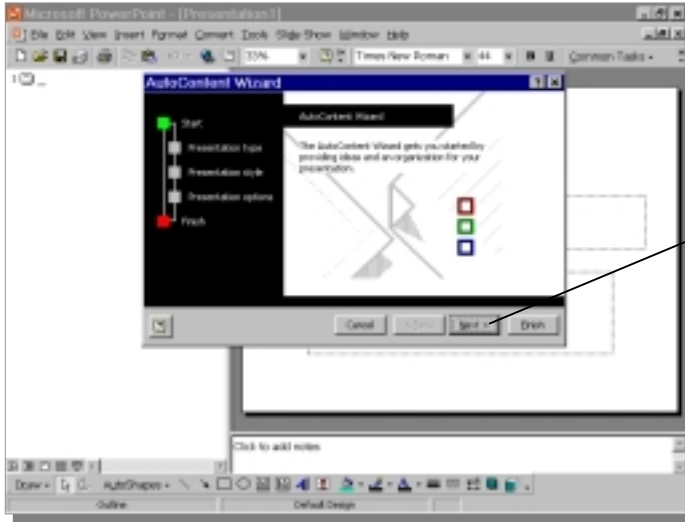 Microsoft PowerPoint - [Presentation1]
File Edit View Insert Format Tools Slide Show Window Help
33% Times New Roman 44 B U Common Tasks
1
AutoContent Wizard
AutoContent Wizard
Start
Presentation type
Presentation style
Presentation options
Finish
The AutoContent Wizard gets you started by
providing ideas and an organization for your
presentation.
Cancel Next > Finish
Click to add notes
Draw AutoShapes
Outline Default Design